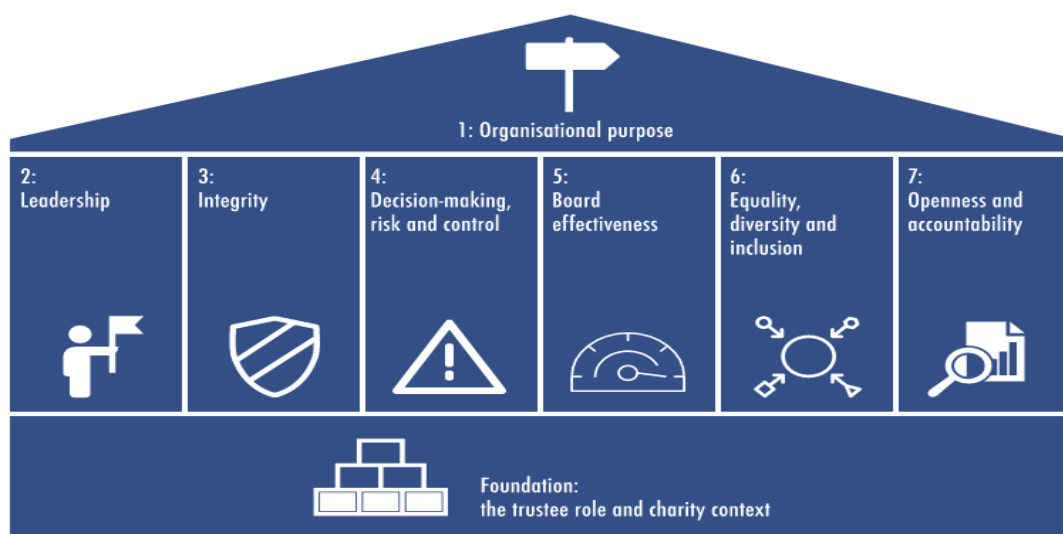 1: Organisational purpose
2:
Leadership
3:
Integrity
4:
Decision-making,
risk and control
5:
Board
effectiveness
6:
Equality,
diversity and
inclusion
7:
Openness and
accountability
Foundation:
the trustee role and charity context